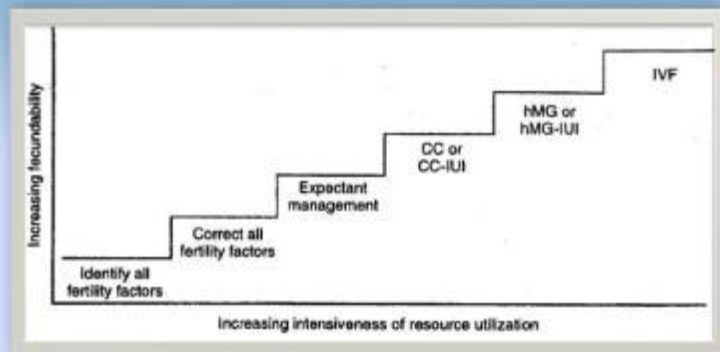 Increasing fecundability
IVF
hMG or
hMG-IUI
CC or
CC-IUI
Expectant
management
Correct all
fertility factors
Identify all
fertility factors
Increasing intensiveness of resource utilization